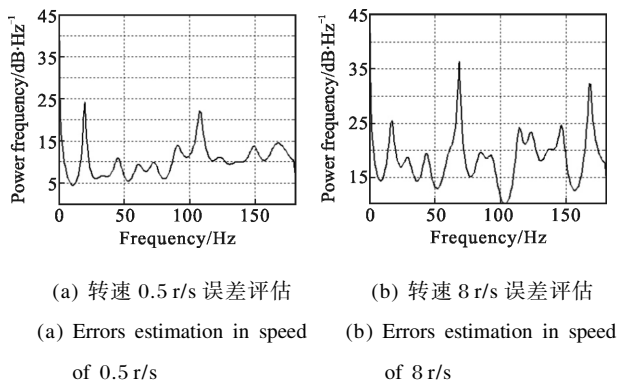 45
35
25
15
5
Power frequency/dB·Hz⁻¹
0 50 100 150
Frequency/Hz
45
35
25
15
Power frequency/dB·Hz⁻¹
0 50 100 150
Frequency/Hz
(a) 转速 0.5 r/s 误差评估
(a) Errors estimation in speed
of 0.5 r/s
(b) 转速 8 r/s 误差评估
(b) Errors estimation in speed
of 8 r/s